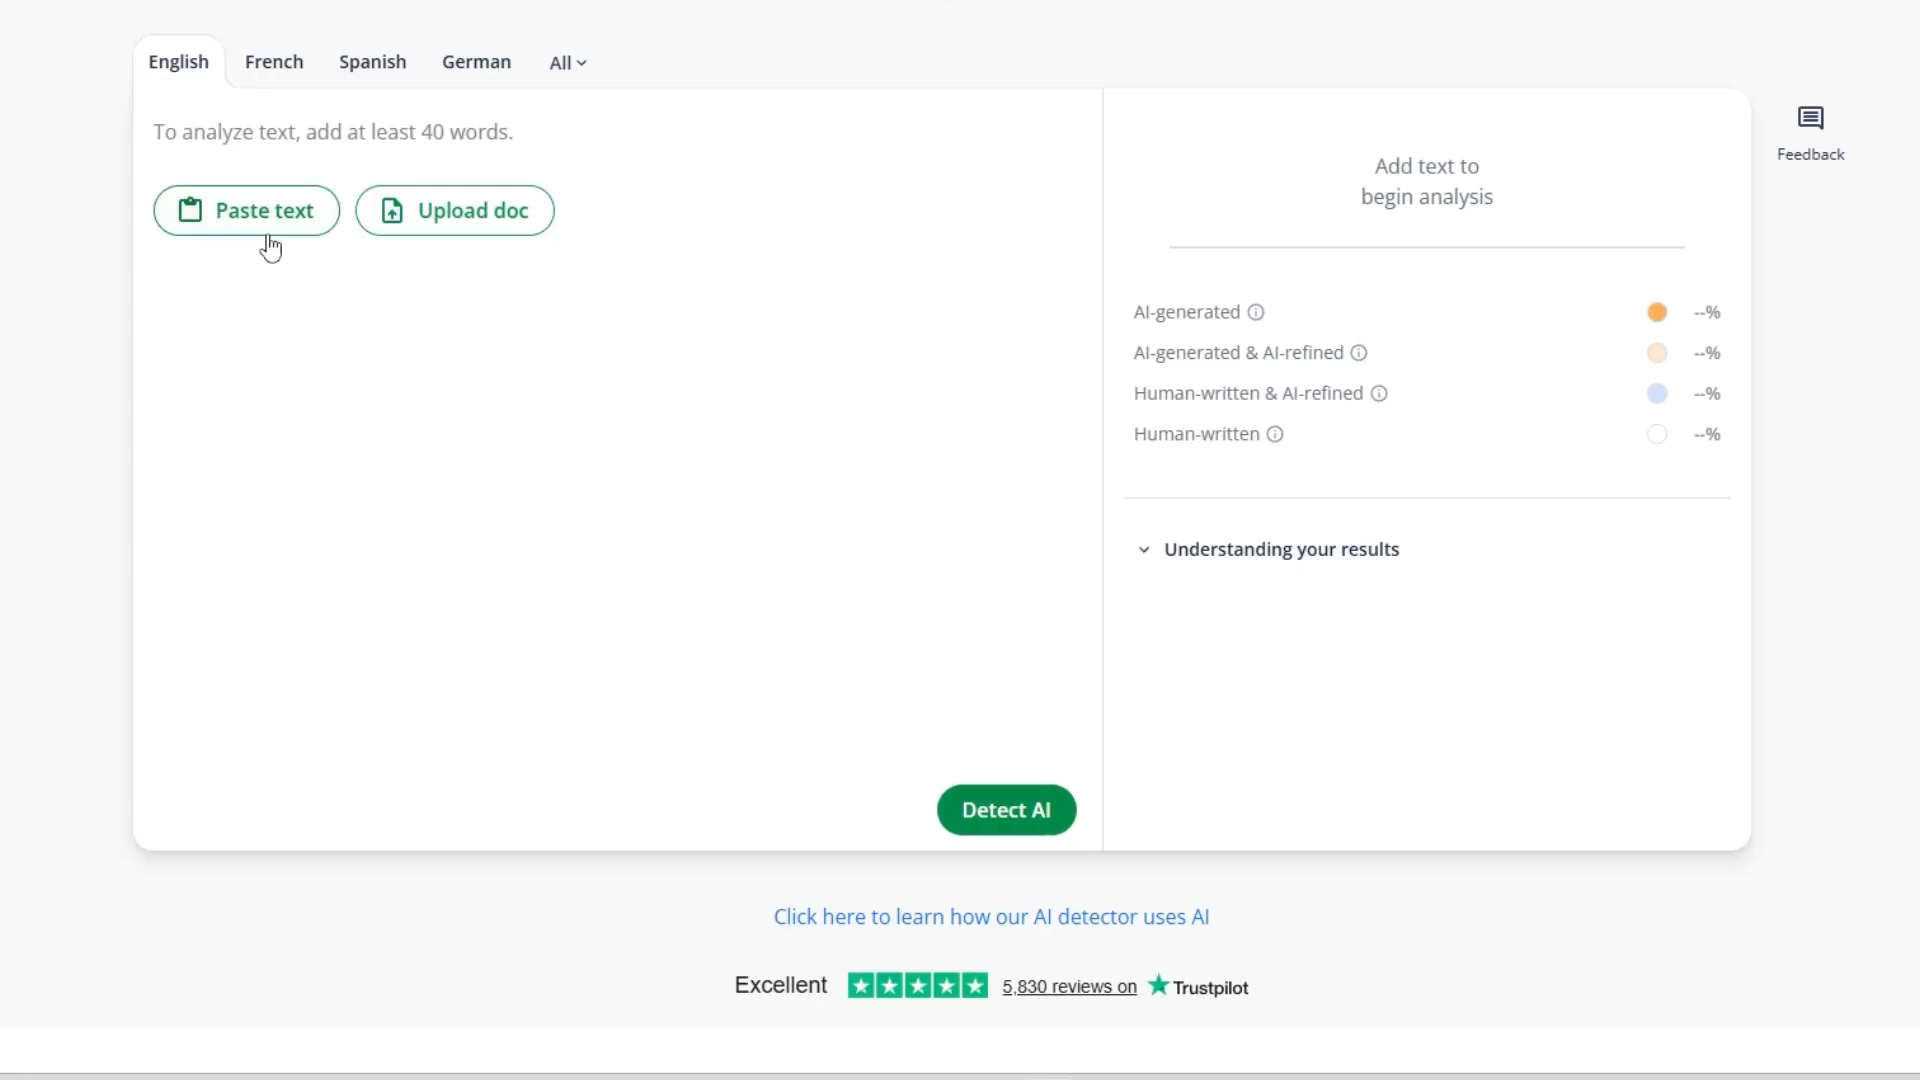 English French Spanish German All
To analyze text, add at least 40 words.
Paste text Upload doc
Detect AI
Add text to
begin analysis
AI-generated --%
AI-generated & AI-refined --%
Human-written & AI-refined --%
Human-written --%
Understanding your results
Feedback
Click here to learn how our AI detector uses AI
Excellent 5,830 reviews on Trustpilot